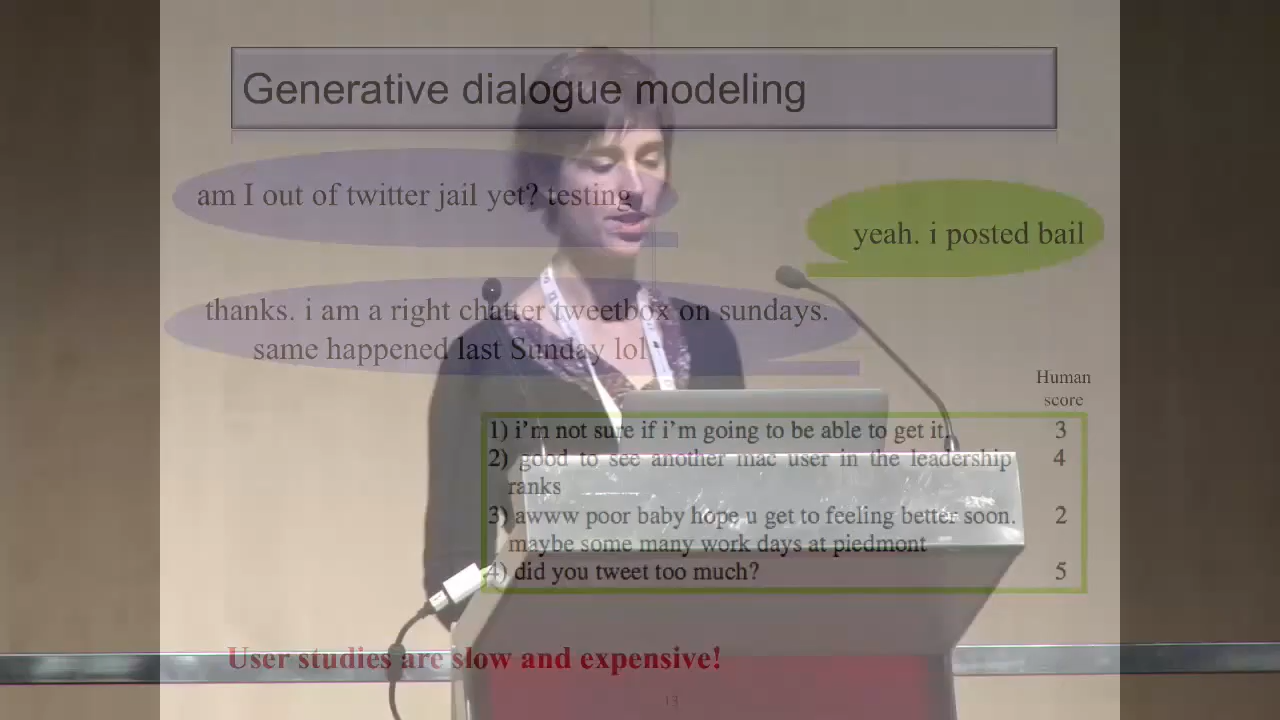 Generative dialogue modeling
am I out of twitter jail yet? testing
yeah. i posted bail
thanks. i am a right chatter tweetbox on sundays.
same happened last Sunday lol
Human
score
1) i'm not sure if i'm going to be able to get it. 3
2) good to see another mac user in the leadership 4
ranks
3) awww poor baby hope u get to feeling better soon. 2
maybe some many work days at piedmont
4) did you tweet too much? 5
User studies are slow and expensive!
13